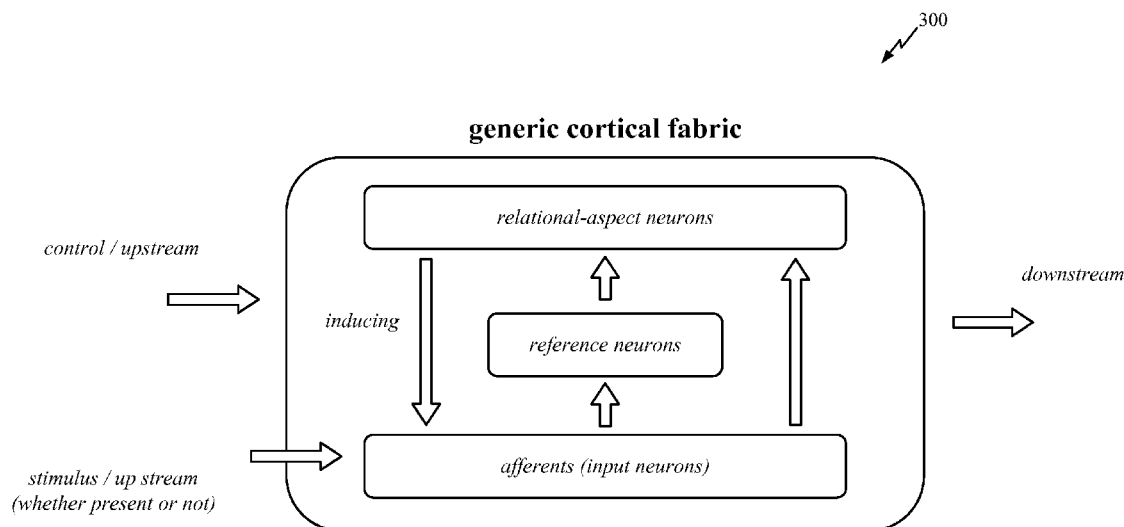 300
generic cortical fabric
relational-aspect neurons
control / upstream
downstream
inducing
reference neurons
afferents (input neurons)
stimulus / up stream
(whether present or not)